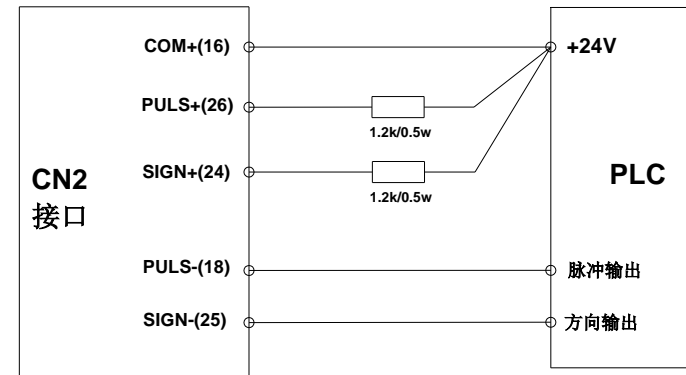 COM+(16)
+24V
PULS+(26)
1.2k/0.5w
SIGN+(24)
1.2k/0.5w
CN2
接口
PLC
PULS-(18)
脉冲输出
SIGN-(25)
方向输出